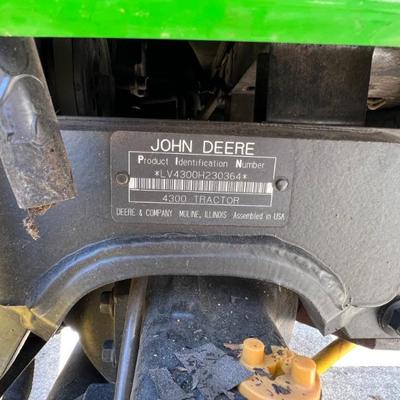 JOHN DEERE
Product Identification Number
*LV4300H230364*
4300 TRACTOR
DEERE & COMPANY MOLINE, ILLINOIS Assembled in USA